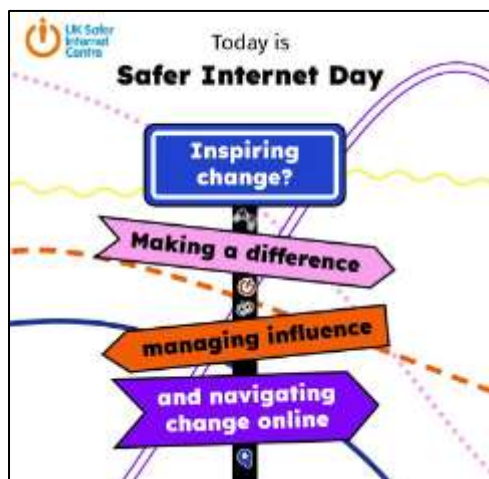 UK Safer
Internet
Centre
Today is
Safer Internet Day
Inspiring
change?
Making a difference
managing influence
and navigating
change online